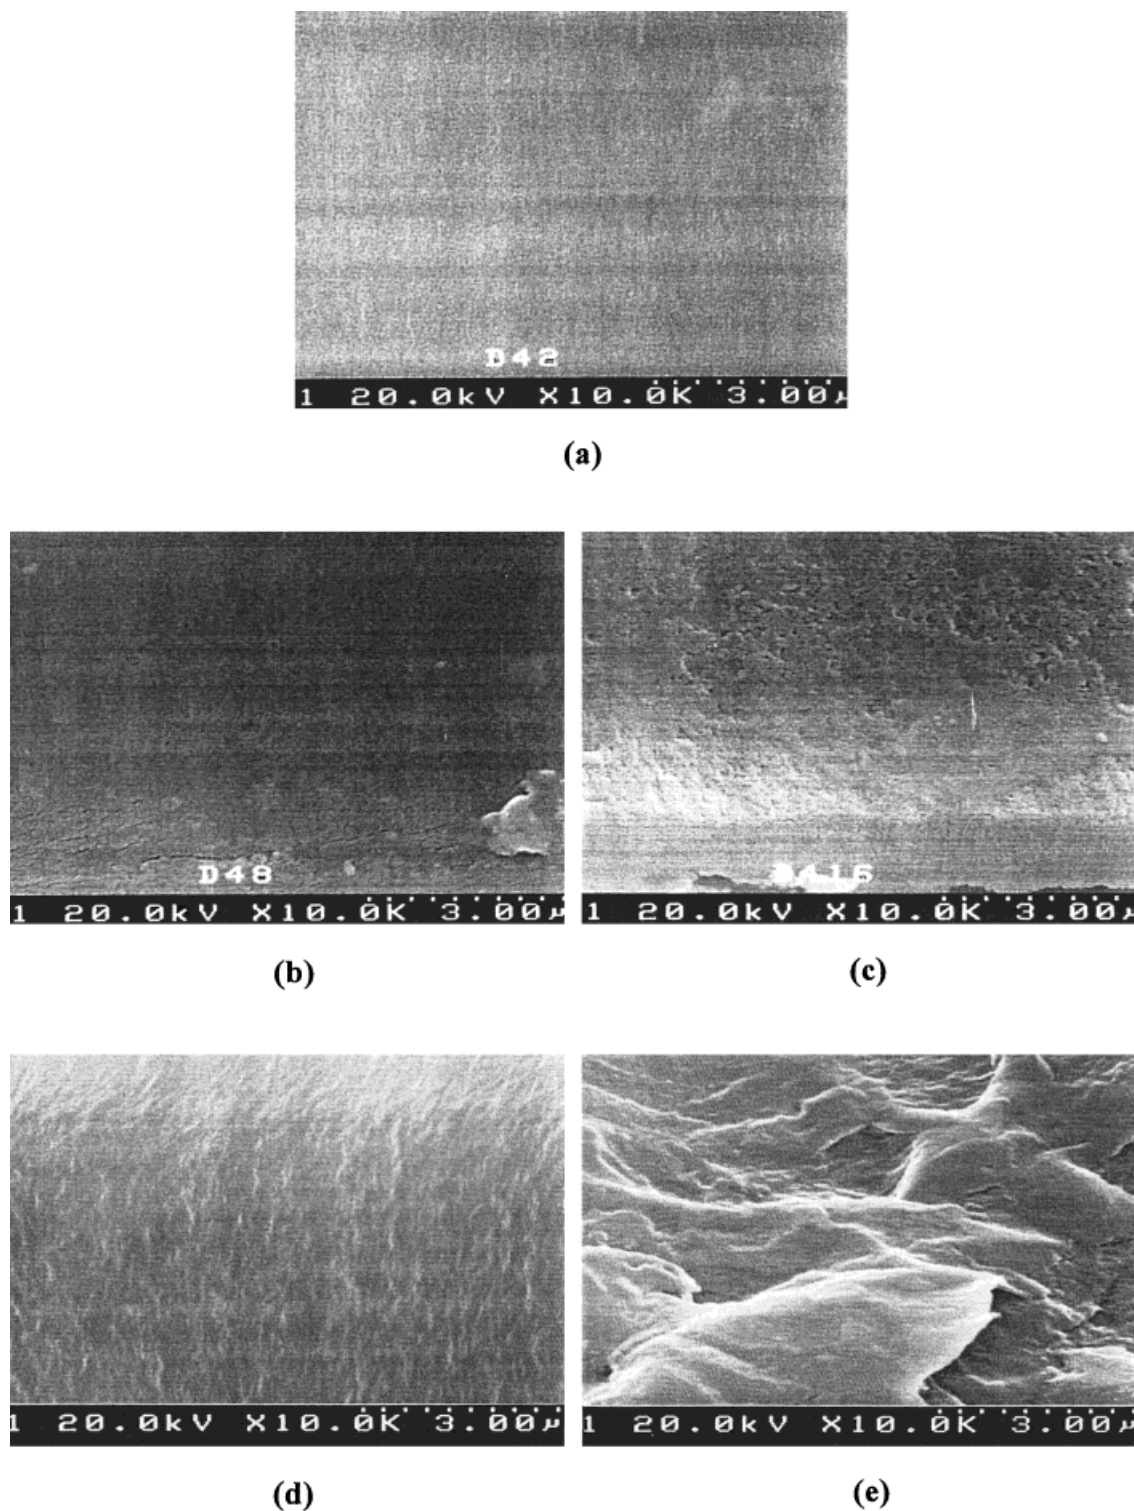 D42
1 20.0kV X10.0K 3.00μ
(a)
D48
1 20.0kV X10.0K 3.00μ
D416
1 20.0kV X10.0K 3.00μ
(b)
(c)
1 20.0kV X10.0K 3.00μ
1 20.0kV X10.0K 3.00μ
(d)
(e)